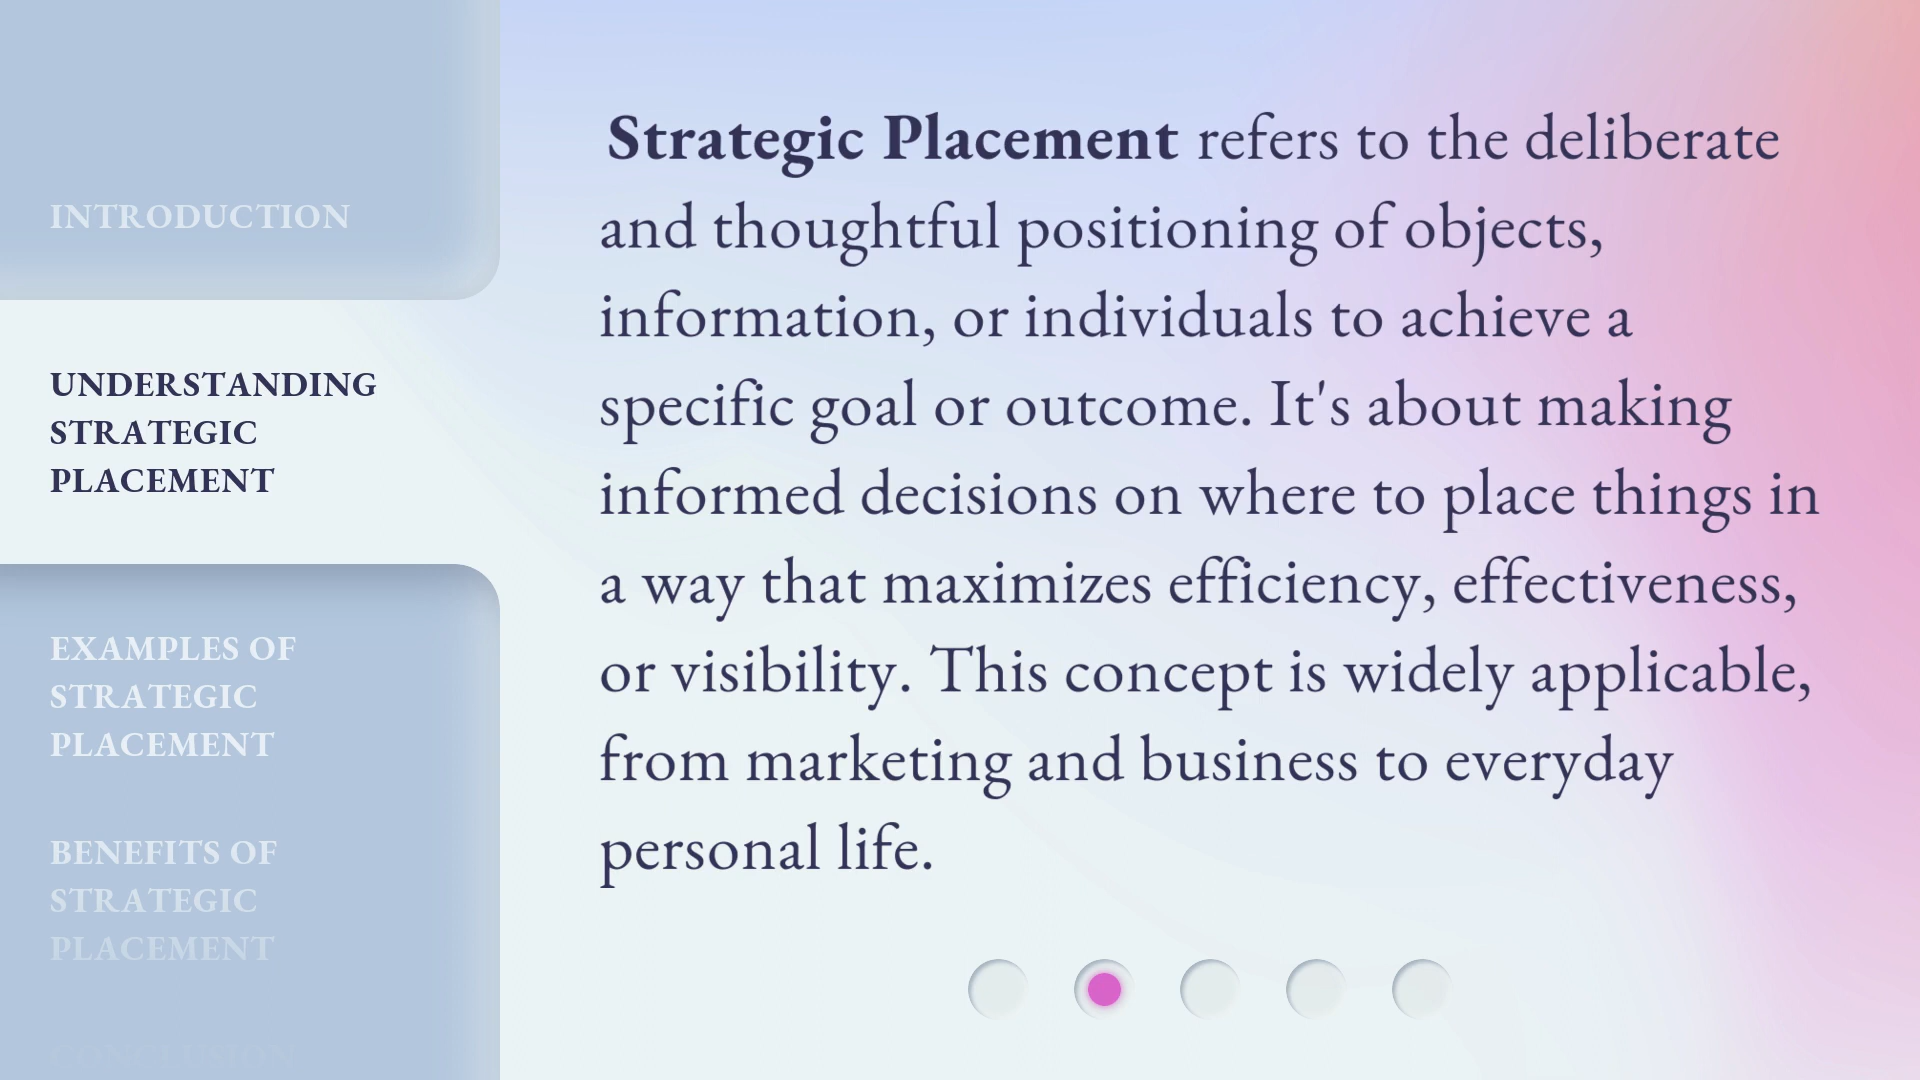 INTRODUCTION
UNDERSTANDING
STRATEGIC
PLACEMENT
EXAMPLES OF
STRATEGIC
PLACEMENT
BENEFITS OF
STRATEGIC
PLACEMENT
CONCLUSION
Strategic Placement refers to the deliberate
and thoughtful positioning of objects,
information, or individuals to achieve a
specific goal or outcome. It's about making
informed decisions on where to place things in
a way that maximizes efficiency, effectiveness,
or visibility. This concept is widely applicable,
from marketing and business to everyday
personal life.